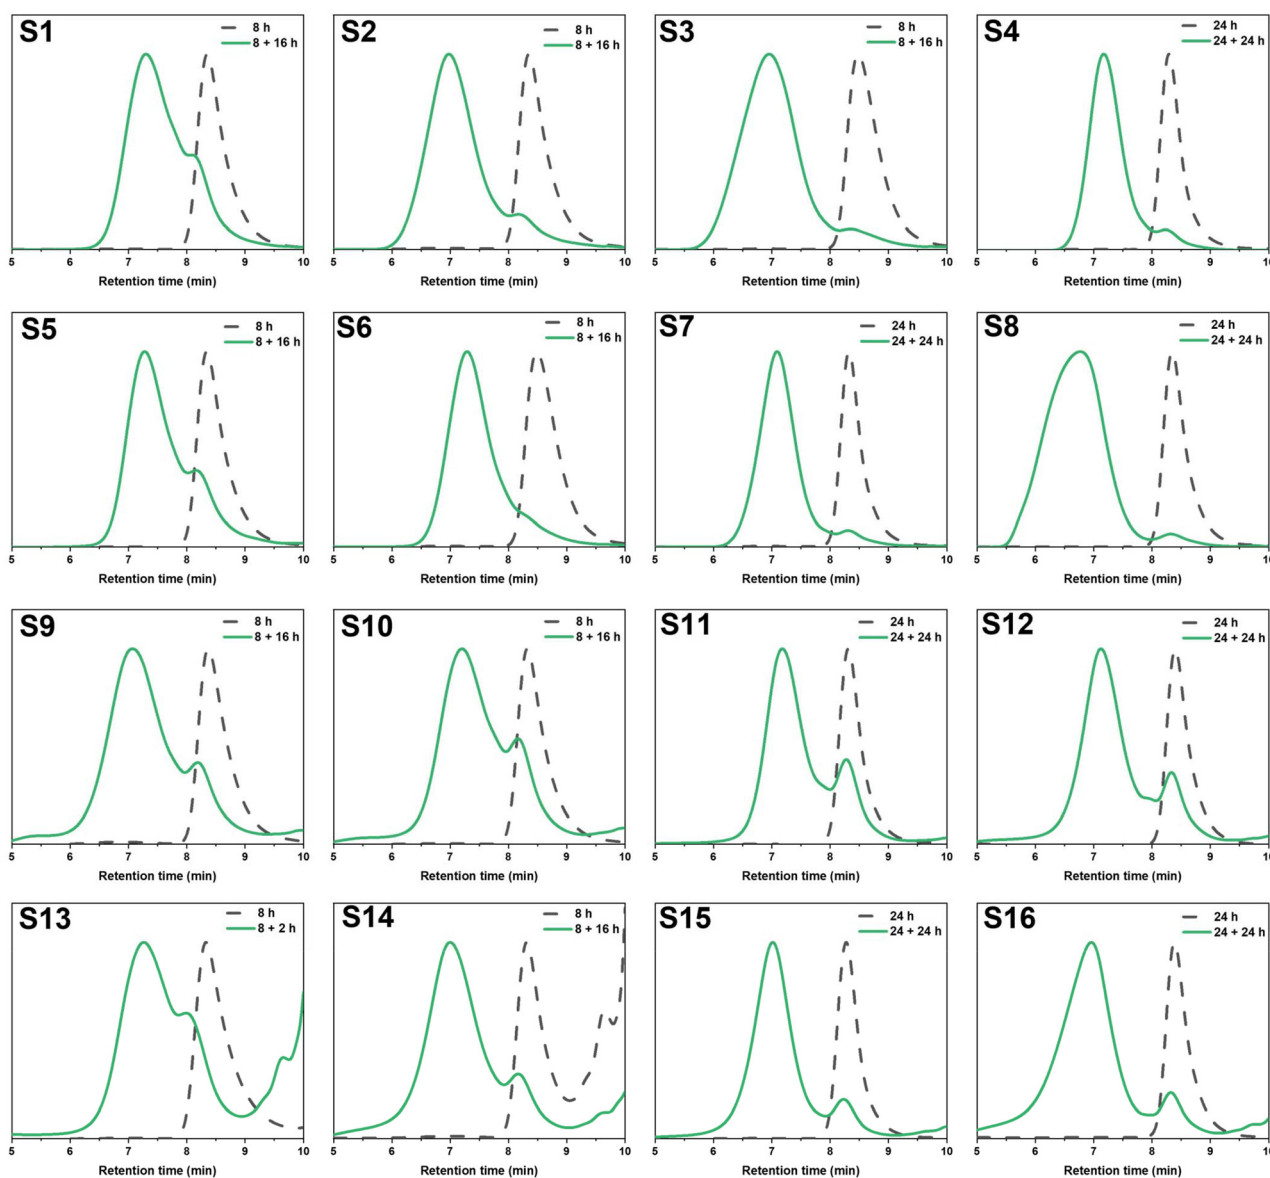 S1
8 h
8 + 16 h
5 6 7 8 9 10
Retention time (min)
S2
8 h
8 + 16 h
5 6 7 8 9 10
Retention time (min)
S3
8 h
8 + 16 h
5 6 7 8 9 10
Retention time (min)
S4
24 h
24 + 24 h
5 6 7 8 9
Retention time (min)
S5
8 h
8 + 16 h
5 6 7 8 9 10
Retention time (min)
S6
8 h
8 + 16 h
5 6 7 8 9 10
Retention time (min)
S7
24 h
24 + 24 h
5 6 7 8 9 10
Retention time (min)
S8
24 h
24 + 24 h
5 6 7 8 9
Retention time (min)
S9
8 h
8 + 16 h
5 6 7 8 9 10
Retention time (min)
S10
8 h
8 + 16 h
5 6 7 8 9 10
Retention time (min)
S11
24 h
24 + 24 h
5 6 7 8 9 10
Retention time (min)
S12
24 h
24 + 24 h
5 6 7 8 9
Retention time (min)
S13
8 h
8 + 2 h
5 6 7 8 9 10
Retention time (min)
S14
8 h
8 + 16 h
5 6 7 8 9 10
Retention time (min)
S15
24 h
24 + 24 h
5 6 7 8 9 10
Retention time (min)
S16
24 h
24 + 24 h
5 6 7 8 9
Retention time (min)